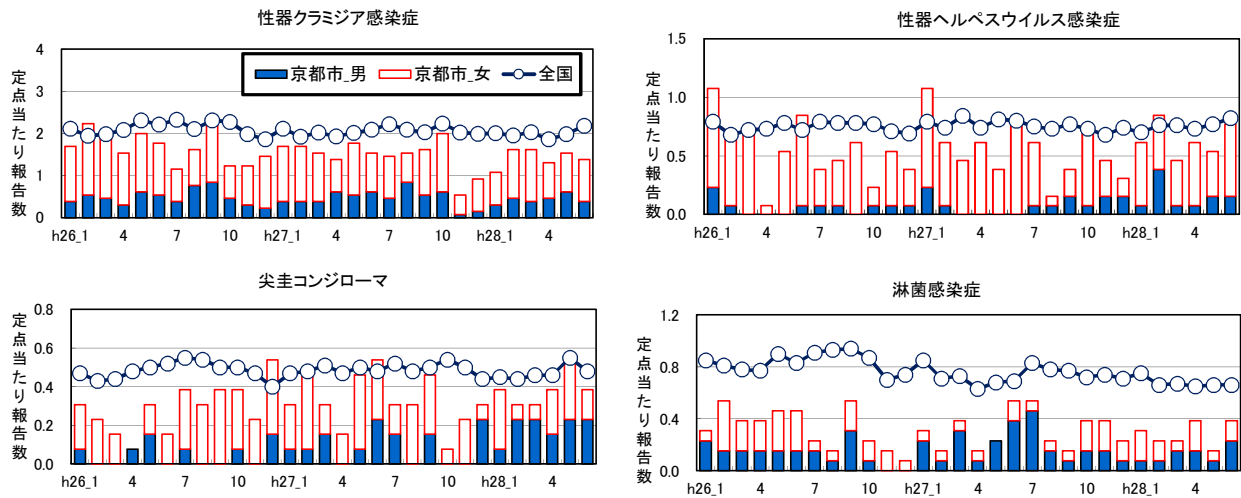 性器クラミジア感染症
定点当たり報告数
4
3
2
1
0
京都市_男 京都市_女 全国
h26_1 4 7 10 h27_1 4 7 10 h28_1 4
性器ヘルペスウイルス感染症
定点当たり報告数
1.5
1.0
0.5
0.0
h26_1 4 7 10 h27_1 4 7 10 h28_1 4
尖圭コンジローマ
定点当たり報告数
0.8
0.6
0.4
0.2
0.0
h26_1 4 7 10 h27_1 4 7 10 h28_1 4
淋菌感染症
定点当たり報告数
1.2
0.8
0.4
0.0
h26_1 4 7 10 h27_1 4 7 10 h28_1 4